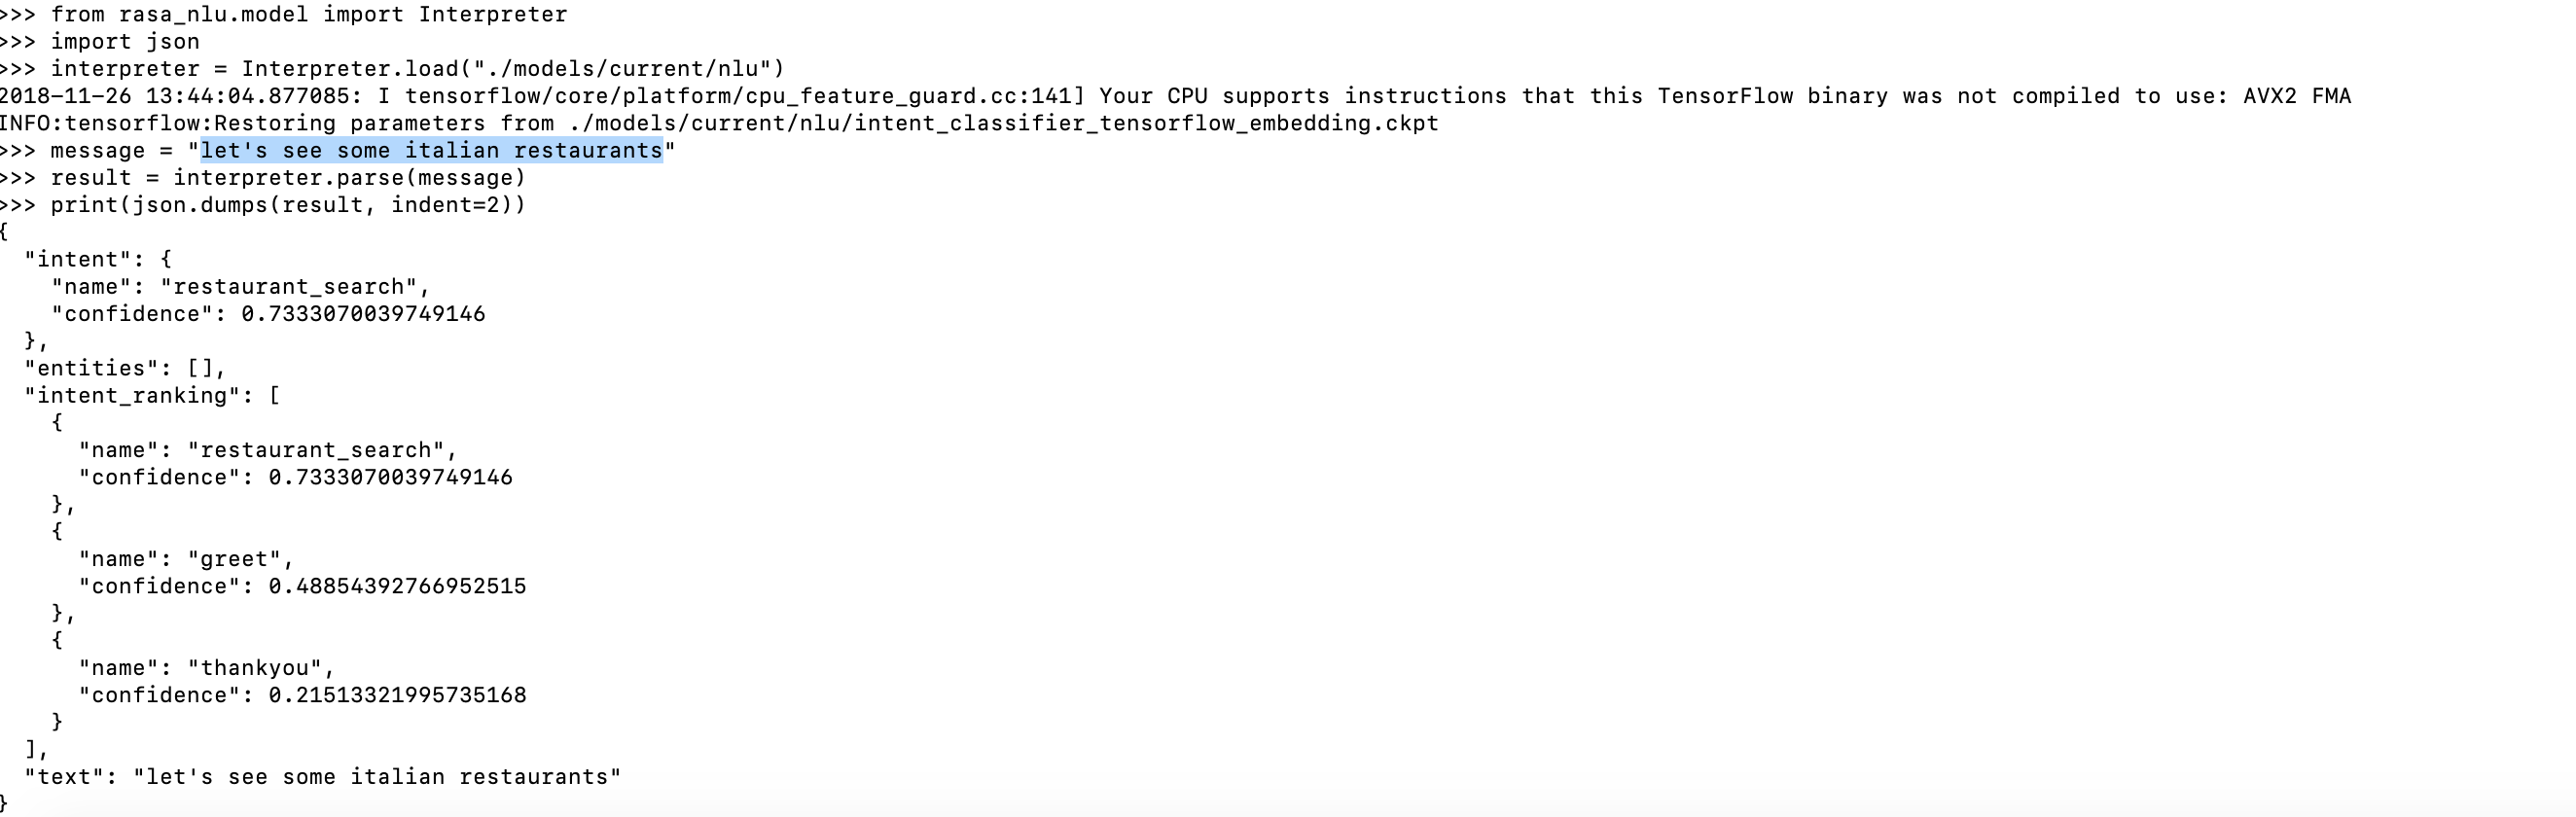 >>> from rasa_nlu.model import Interpreter
>>> import json
>>> interpreter = Interpreter.load("./models/current/nlu")
2018-11-26 13:44:04.877085: I tensorflow/core/platform/cpu_feature_guard.cc:141] Your CPU supports instructions that this TensorFlow binary was not compiled to use: AVX2 FMA
INFO:tensorflow:Restoring parameters from ./models/current/nlu/intent_classifier_tensorflow_embedding.ckpt
>>> message = "let's see some italian restaurants"
>>> result = interpreter.parse(message)
>>> print(json.dumps(result, indent=2))
{
  "intent": {
    "name": "restaurant_search",
    "confidence": 0.7333070039749146
  },
  "entities": [],
  "intent_ranking": [
    {
      "name": "restaurant_search",
      "confidence": 0.7333070039749146
    },
    {
      "name": "greet",
      "confidence": 0.48854392766952515
    },
    {
      "name": "thankyou",
      "confidence": 0.21513321995735168
    }
  ],
  "text": "let's see some italian restaurants"
}